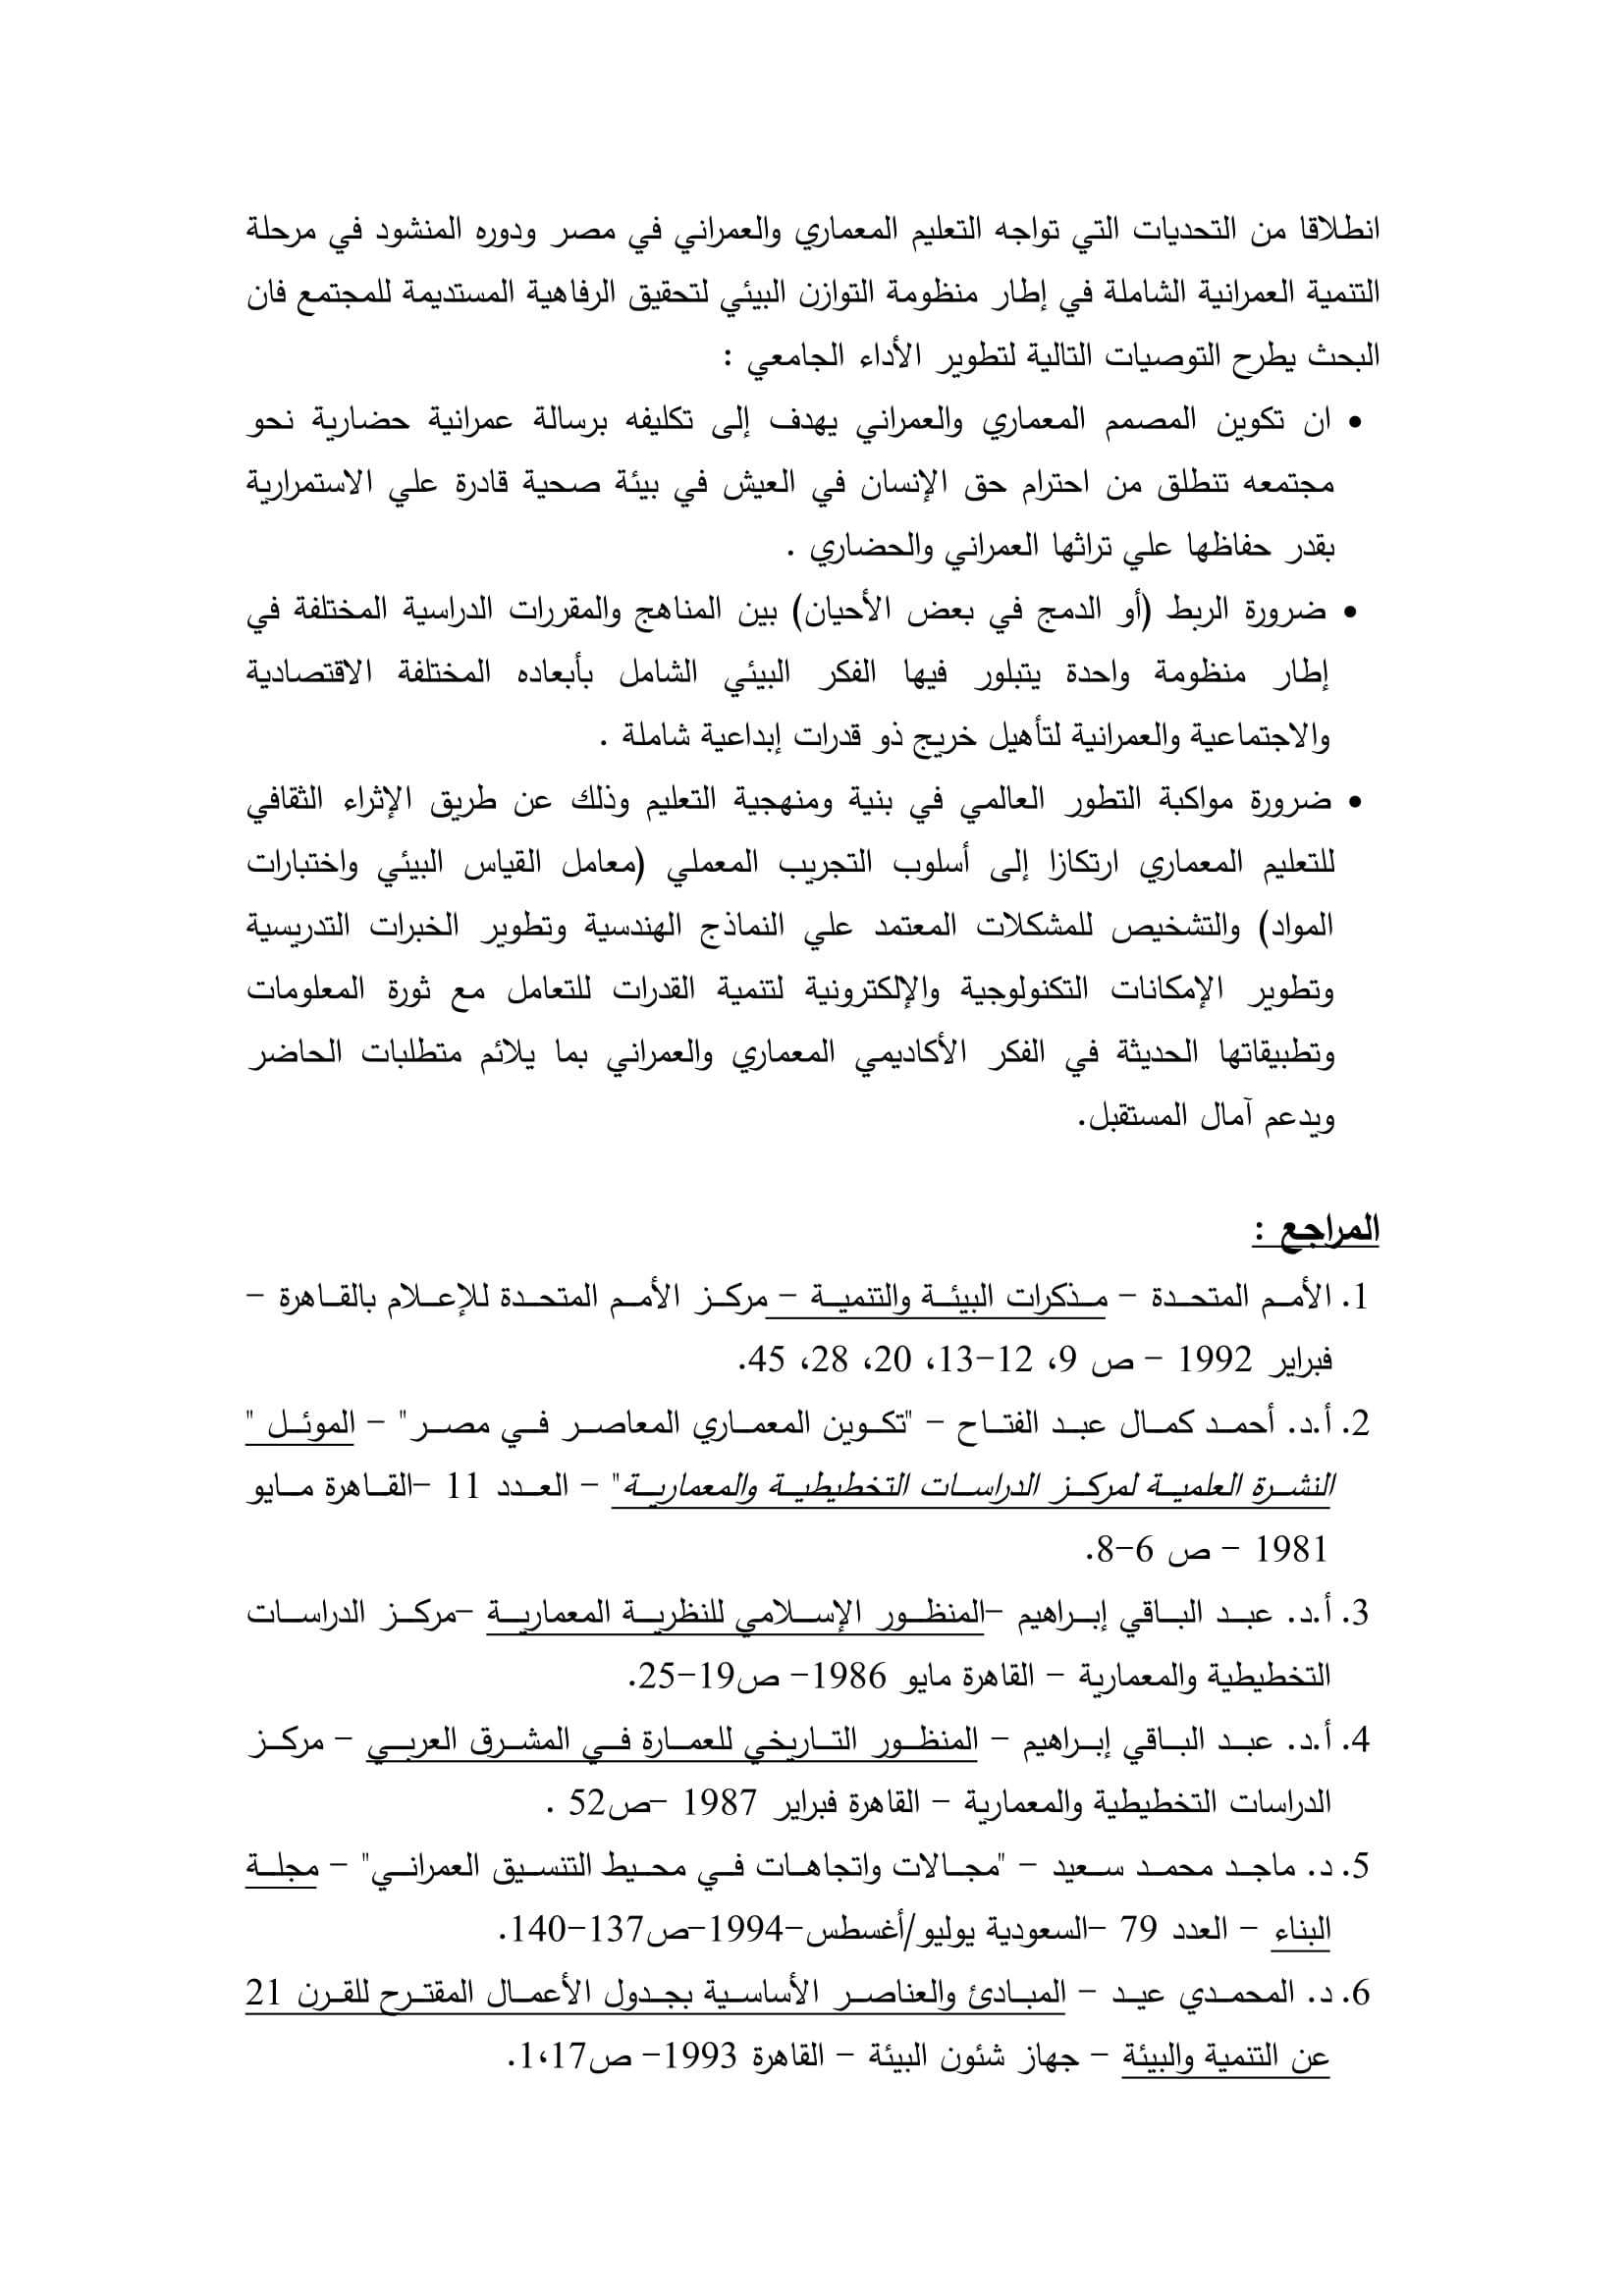 انطلاقا من التحديات التي تواجه التعليم المعماري والعمراني في مصر ودوره المنشود في مرحلة
التنمية العمرانية الشاملة في إطار منظومة التوازن البيئي لتحقيق الرفاهية المستديمة للمجتمع فان
البحث يطرح التوصيات التالية لتطوير الأداء الجامعي :
• ان تكوين المصمم المعماري والعمراني يهدف إلى تكليفه برسالة عمرانية حضارية نحو
مجتمعه تنطلق من احترام حق الإنسان في العيش في بيئة صحية قادرة علي الاستمرارية
بقدر حفاظها علي تراثها العمراني والحضاري .
• ضرورة الربط (أو الدمج في بعض الأحيان) بين المناهج والمقررات الدراسية المختلفة في
إطار منظومة واحدة يتبلور فيها الفكر البيئي الشامل بأبعاده المختلفة الاقتصادية
والاجتماعية والعمرانية لتأهيل خريج ذو قدرات إبداعية شاملة .
• ضرورة مواكبة التطور العالمي في بنية ومنهجية التعليم وذلك عن طريق الإثراء الثقافي
للتعليم المعماري ارتكازا إلى أسلوب التجريب المعملي (معامل القياس البيئي واختبارات
المواد) والتشخيص للمشكلات المعتمد علي النماذج الهندسية وتطوير الخبرات التدريسية
وتطوير الإمكانات التكنولوجية والإلكترونية لتنمية القدرات للتعامل مع ثورة المعلومات
وتطبيقاتها الحديثة في الفكر الأكاديمي المعماري والعمراني بما يلائم متطلبات الحاضر
ويدعم آمال المستقبل.
المراجع :
1. الأمم المتحدة – مذكرات البيئة والتنمية – مركز الأمم المتحدة للإعلام بالقاهرة –
فبراير 1992 – ص 9، 12–13، 20، 28، 45.
2. أ.د. أحمد كمال عبد الفتاح – "تكوين المعماري المعاصر في مصر" – الموئل "
النشرة العلمية لمركز الدراسات التخطيطية والمعمارية" – العدد 11 –القاهرة مايو
1981 – ص 6–8.
3. أ.د. عبد الباقي إبراهيم –المنظور الإسلامي للنظرية المعمارية –مركز الدراسات
التخطيطية والمعمارية – القاهرة مايو 1986– ص19–25.
4. أ.د. عبد الباقي إبراهيم – المنظور التاريخي للعمارة في المشرق العربي – مركز
الدراسات التخطيطية والمعمارية – القاهرة فبراير 1987 –ص52 .
5. د. ماجد محمد سعيد – "مجالات واتجاهات في محيط التنسيق العمراني" – مجلة
البناء – العدد 79 –السعودية يوليو/أغسطس–1994–ص137–140.
6. د. المحمدي عيد – المبادئ والعناصر الأساسية بجدول الأعمال المقترح للقرن 21
عن التنمية والبيئة – جهاز شئون البيئة – القاهرة 1993– ص1،17.